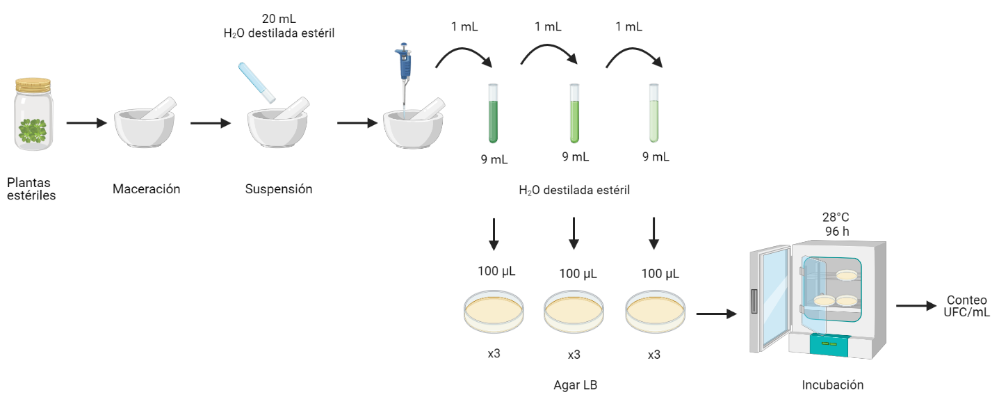 20 mL
H₂O destilada estéril
1 mL
1 mL
1 mL
9 mL
9 mL
9 mL
Plantas
estériles
Maceración
Suspensión
H₂O destilada estéril
28°C
96 h
100 µL
100 µL
100 µL
Conteo
UFC/mL
x3
x3
x3
Agar LB
Incubación